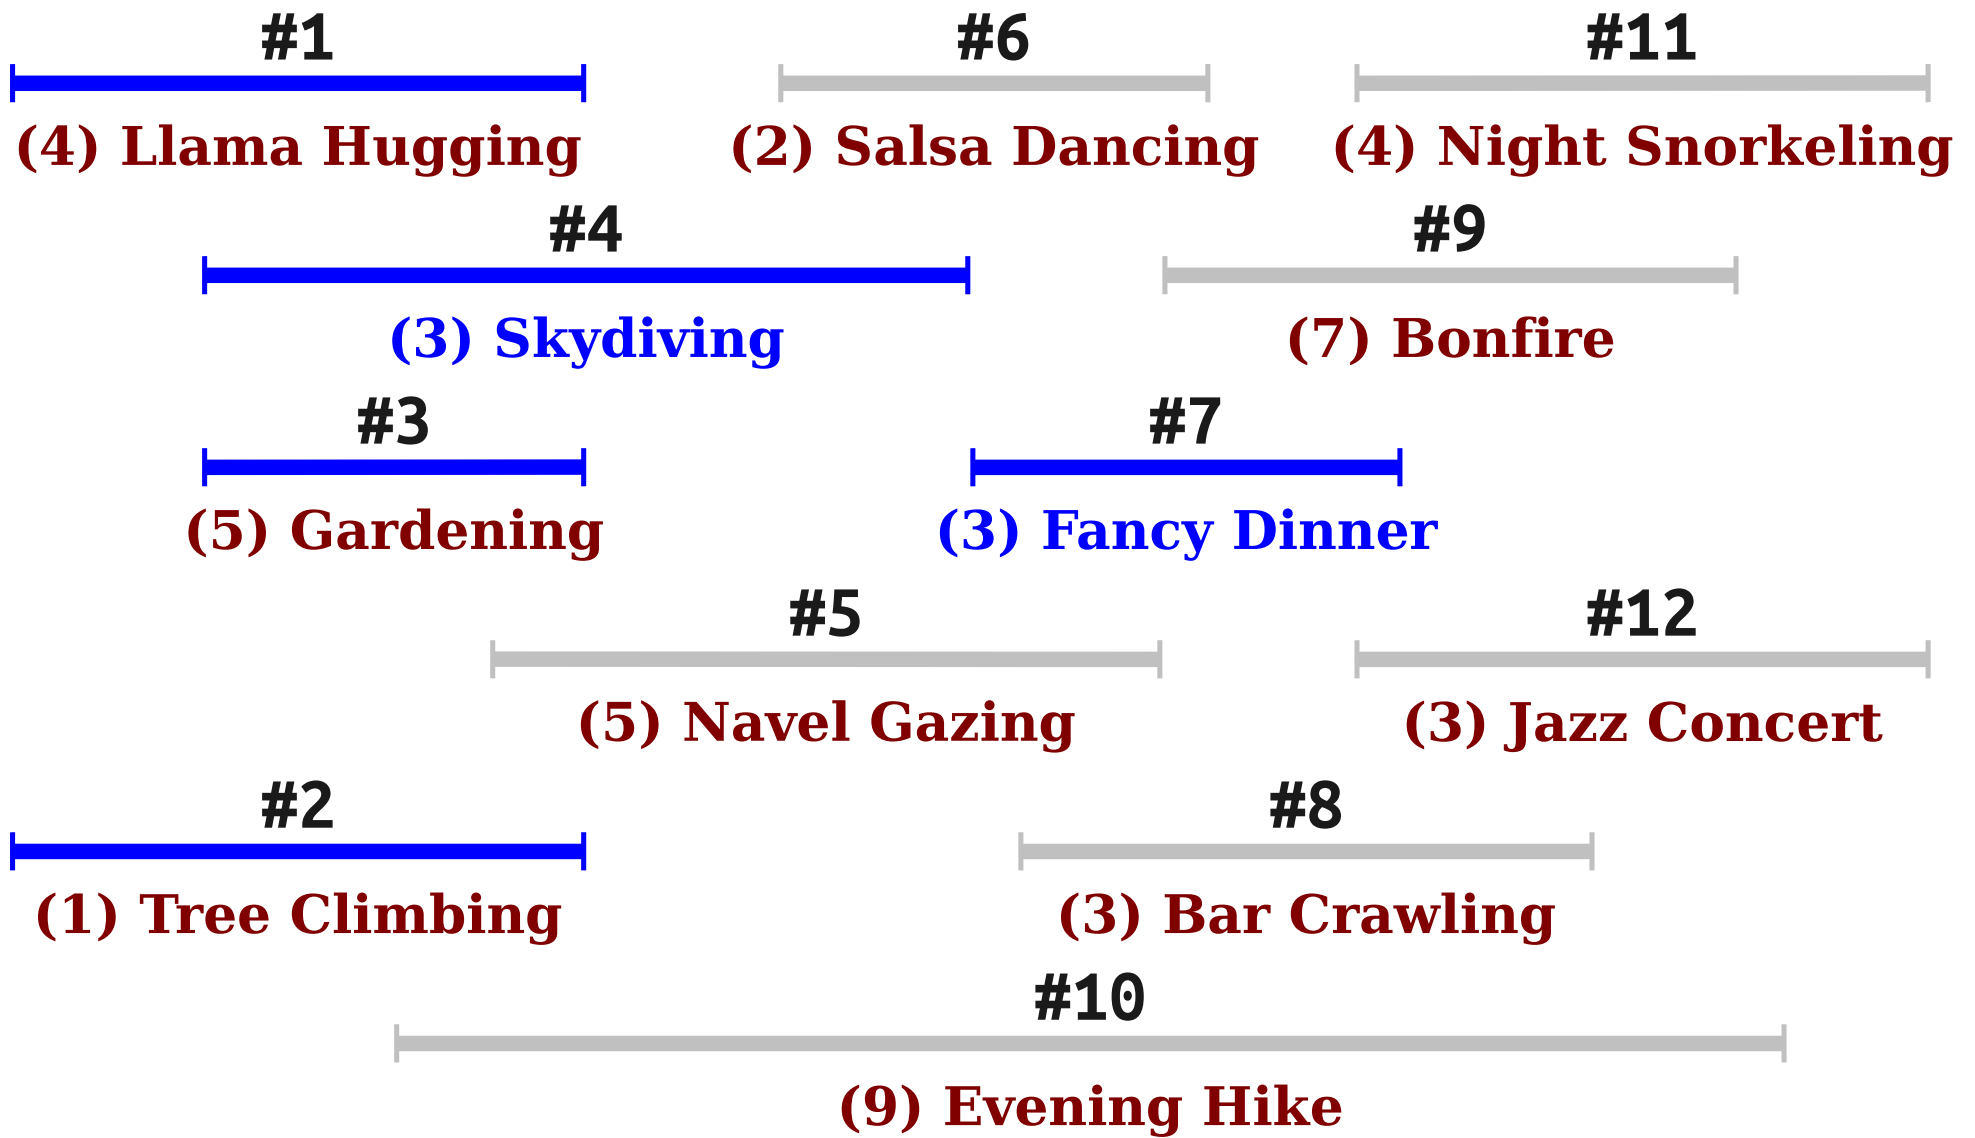 #1
(4) Llama Hugging
#6
(2) Salsa Dancing
#11
(4) Night Snorkeling
#4
(3) Skydiving
#9
(7) Bonfire
#3
(5) Gardening
#7
(3) Fancy Dinner
#5
(5) Navel Gazing
#12
(3) Jazz Concert
#2
(1) Tree Climbing
#8
(3) Bar Crawling
#10
(9) Evening Hike